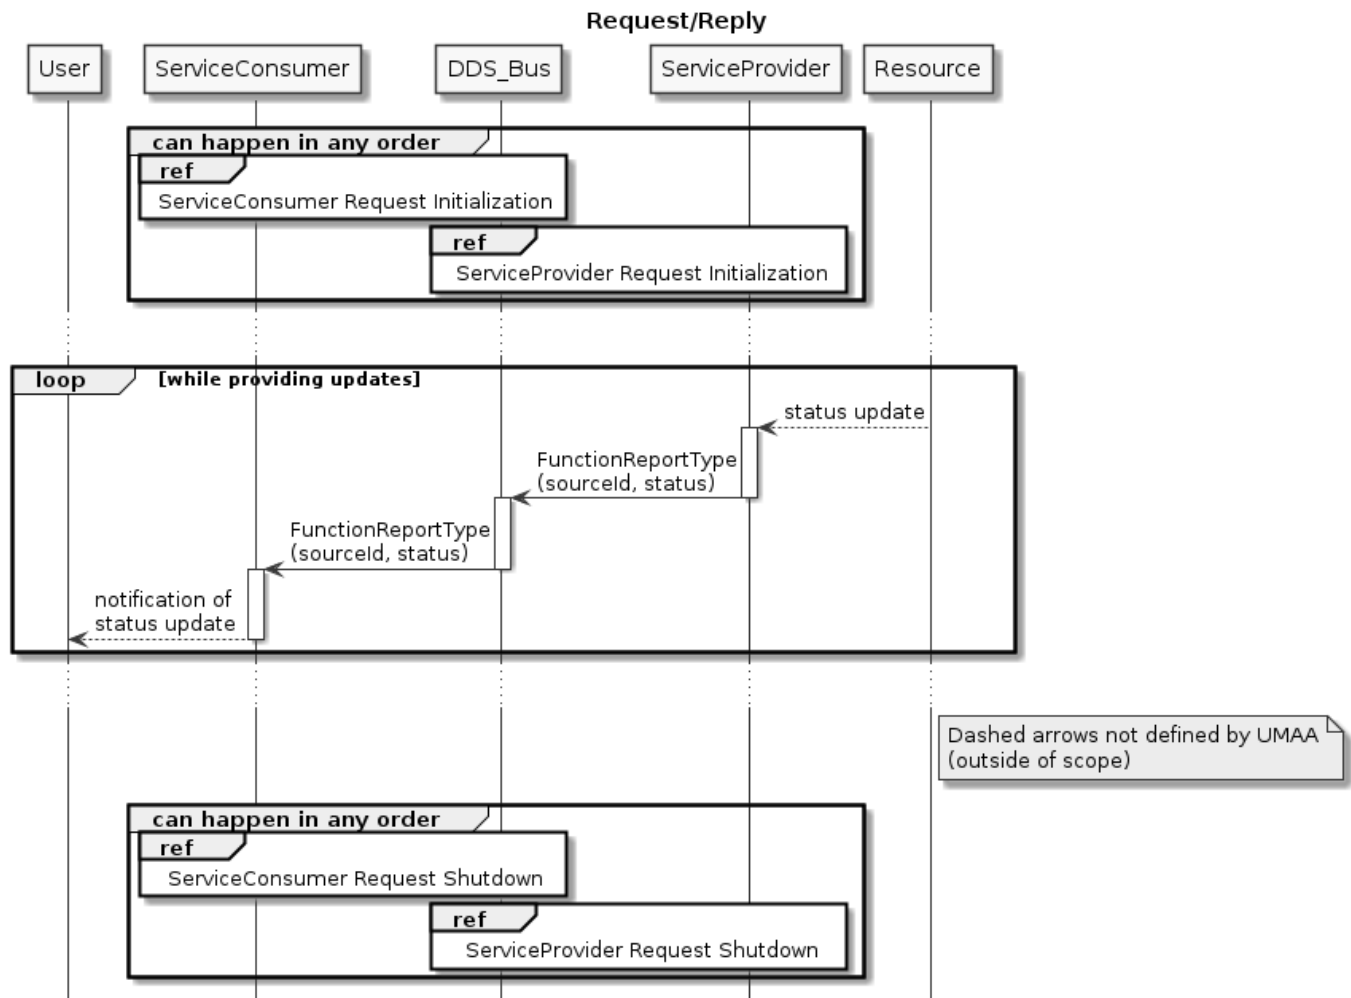 Request/Reply
User
ServiceConsumer
DDS_Bus
ServiceProvider
Resource
can happen in any order
ref
ServiceConsumer Request Initialization
ref
ServiceProvider Request Initialization
loop
[while providing updates]
status update
FunctionReportType
(sourceId, status)
FunctionReportType
(sourceId, status)
notification of
status update
Dashed arrows not defined by UMAA
(outside of scope)
can happen in any order
ref
ServiceConsumer Request Shutdown
ref
ServiceProvider Request Shutdown